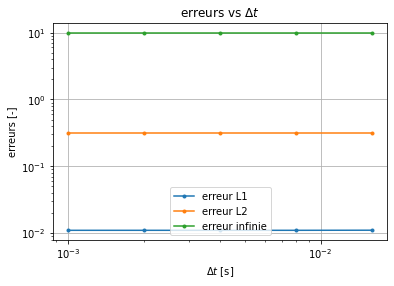 erreurs vs Δt
erreurs [-]
10¹
10⁰
10⁻¹
10⁻²
erreur L1
erreur L2
erreur infinie
10⁻³
10⁻²
Δt [s]